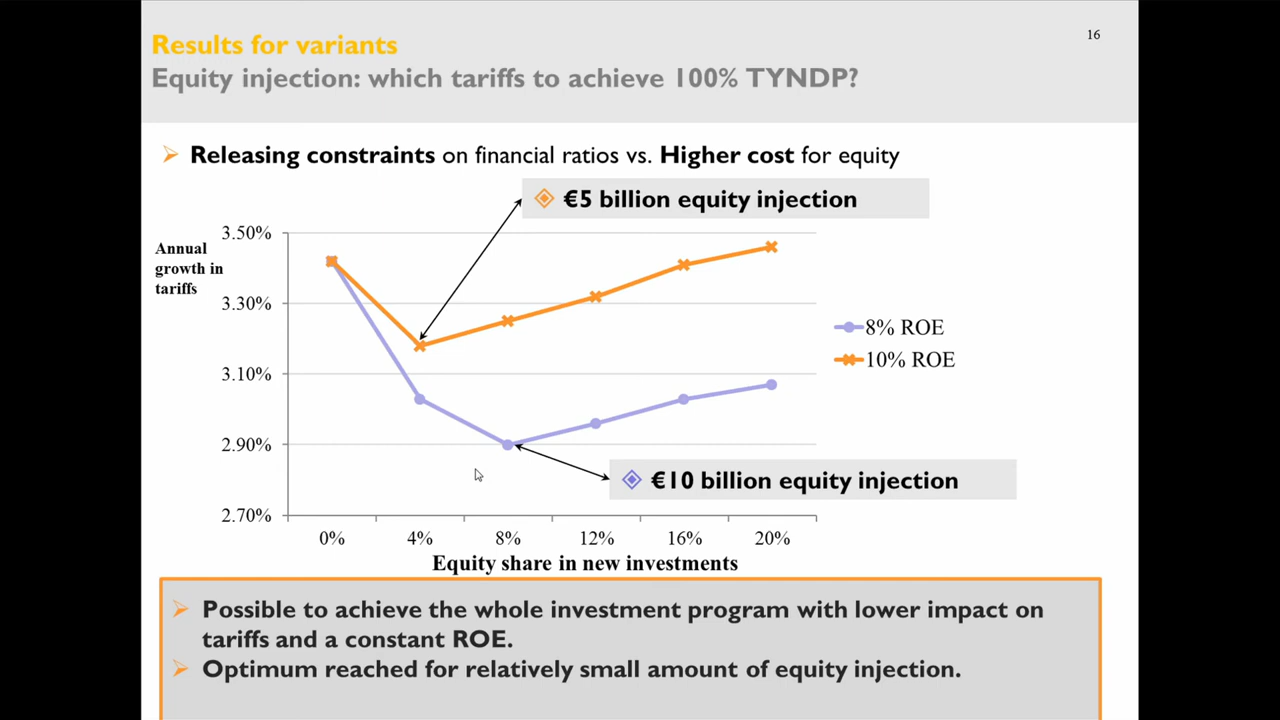 16
Results for variants
Equity injection: which tariffs to achieve 100% TYNDP?
Releasing constraints on financial ratios vs. Higher cost for equity
€5 billion equity injection
Annual
growth in
tariffs
3.50%
3.30%
3.10%
2.90%
2.70%
8% ROE
10% ROE
€10 billion equity injection
0% 4% 8% 12% 16% 20%
Equity share in new investments
Possible to achieve the whole investment program with lower impact on
tariffs and a constant ROE.
Optimum reached for relatively small amount of equity injection.